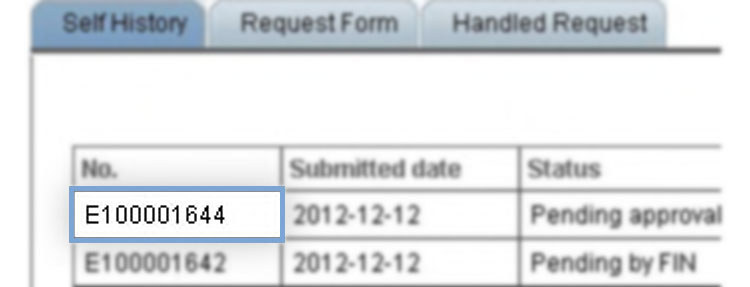 Self History Request Form Handled Request
No. Submitted date Status
E100001644 2012-12-12 Pending approval
E100001642 2012-12-12 Pending by FIN